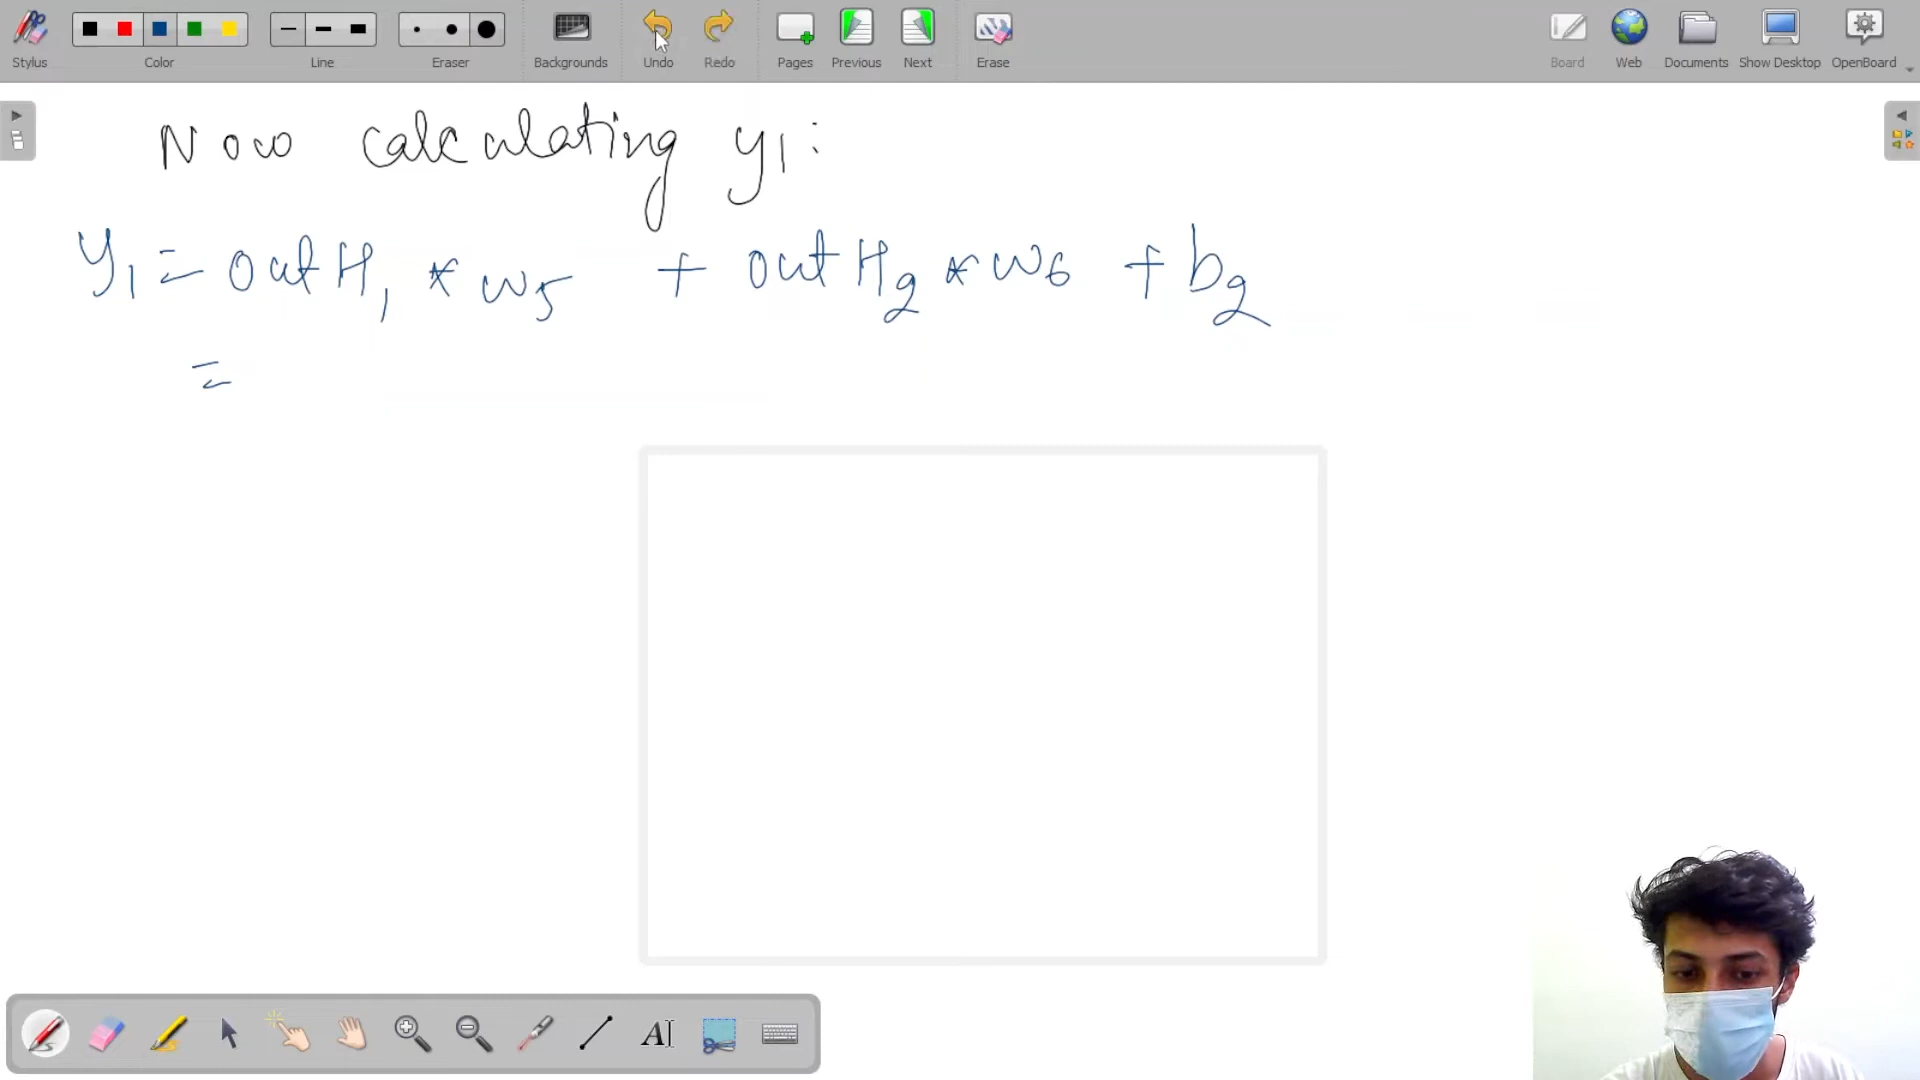 Stylus Color Line Eraser Backgrounds Undo Redo Pages Previous Next Erase Board Web Documents Show Desktop OpenBoard
Now calculating y1:
y1 = out H1 * w5 + out H2 * w6 + b2
=
AI